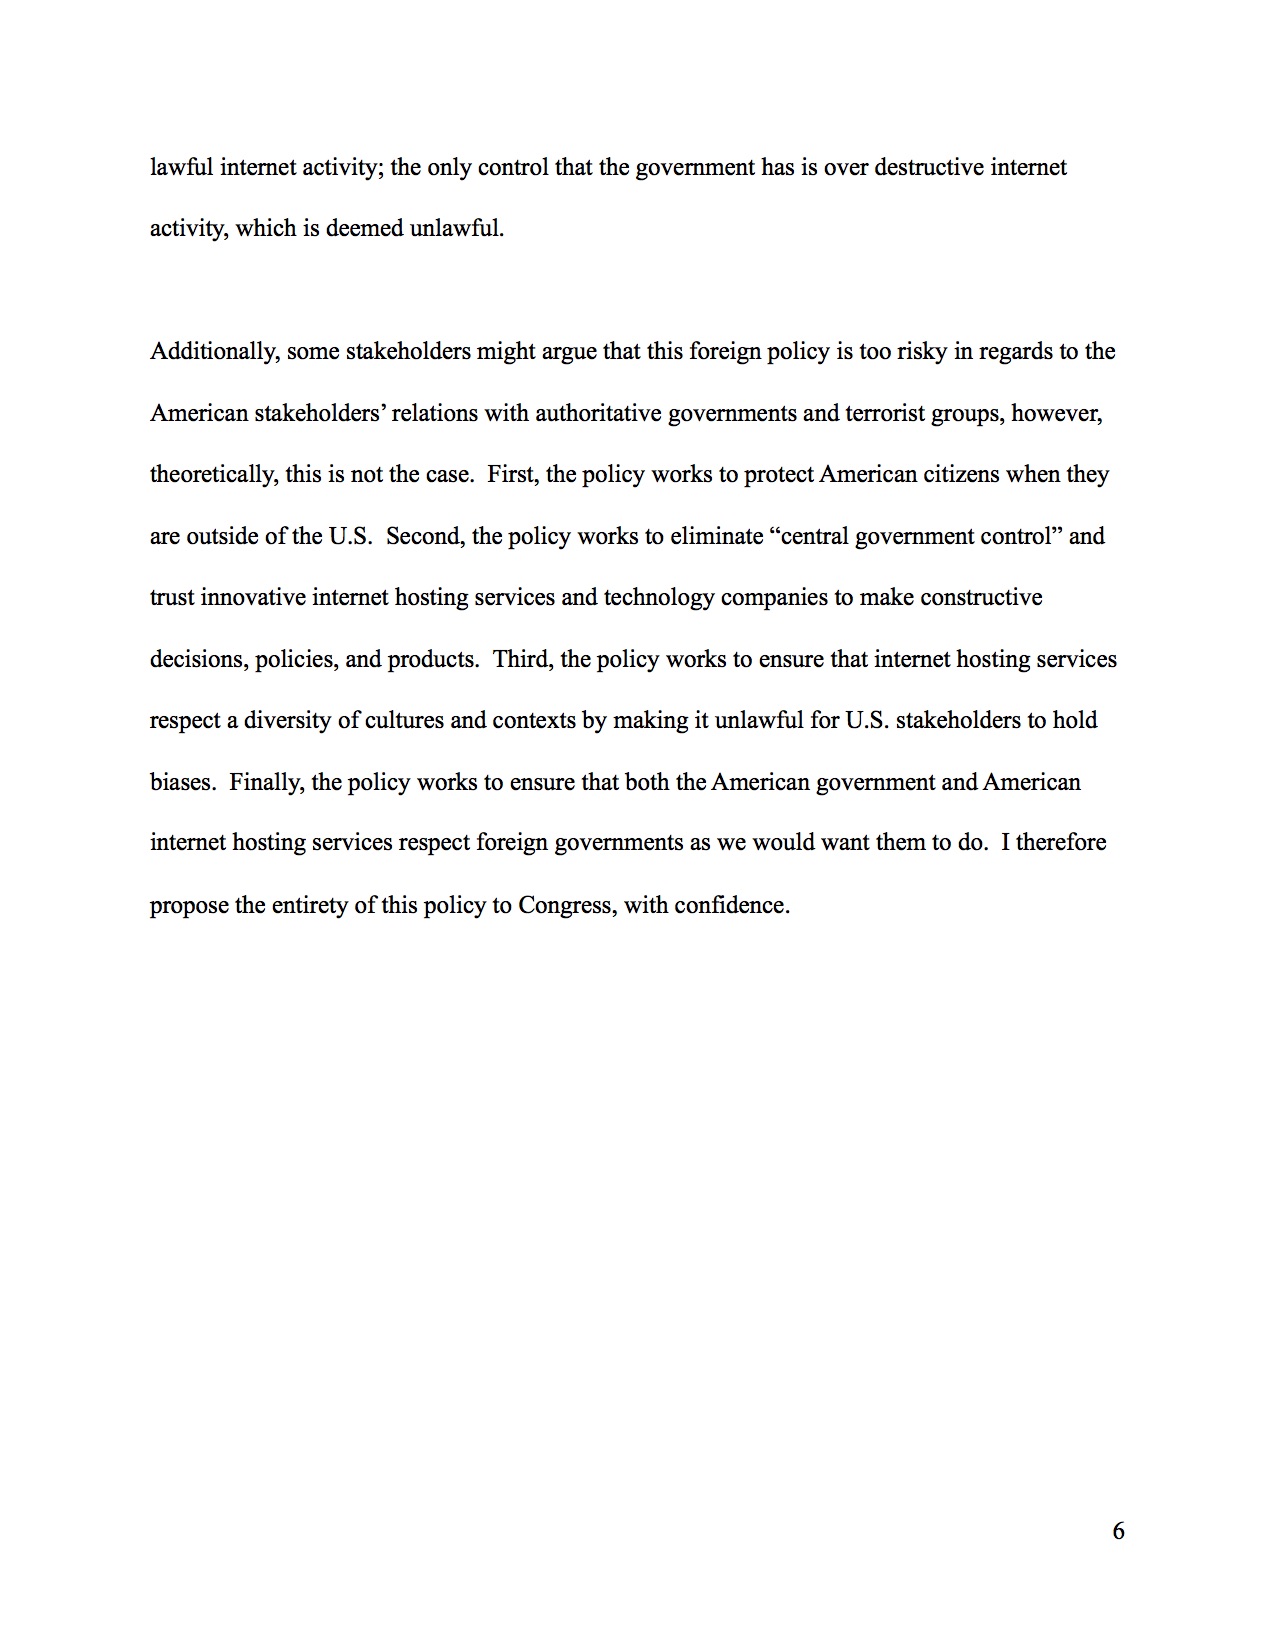 lawful internet activity; the only control that the government has is over destructive internet
activity, which is deemed unlawful.
Additionally, some stakeholders might argue that this foreign policy is too risky in regards to the
American stakeholders’ relations with authoritative governments and terrorist groups, however,
theoretically, this is not the case.  First, the policy works to protect American citizens when they
are outside of the U.S.  Second, the policy works to eliminate “central government control” and
trust innovative internet hosting services and technology companies to make constructive
decisions, policies, and products.  Third, the policy works to ensure that internet hosting services
respect a diversity of cultures and contexts by making it unlawful for U.S. stakeholders to hold
biases.  Finally, the policy works to ensure that both the American government and American
internet hosting services respect foreign governments as we would want them to do.  I therefore
propose the entirety of this policy to Congress, with confidence.
6